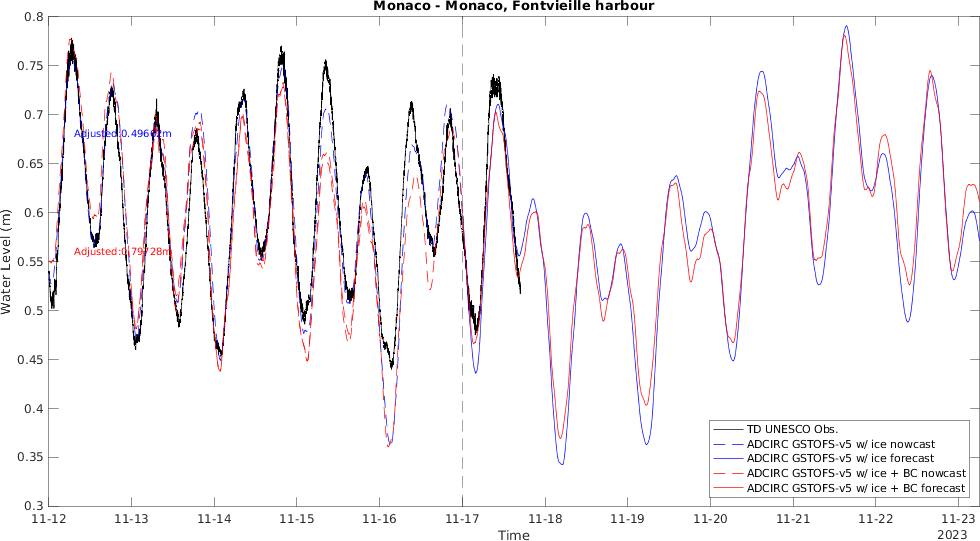 Monaco - Monaco, Fontvieille harbour
0.8
0.75
0.7
0.65
0.6
0.55
0.5
0.45
0.4
0.35
0.3
Water Level (m)
Adjusted:0.49662m
Adjusted:0.79728m
TD UNESCO Obs.
ADCIRC GSTOFS-v5 w/ ice nowcast
ADCIRC GSTOFS-v5 w/ ice forecast
ADCIRC GSTOFS-v5 w/ ice + BC nowcast
ADCIRC GSTOFS-v5 w/ ice + BC forecast
11-12 11-13 11-14 11-15 11-16 11-17 11-18 11-19 11-20 11-21 11-22 11-23
Time 2023